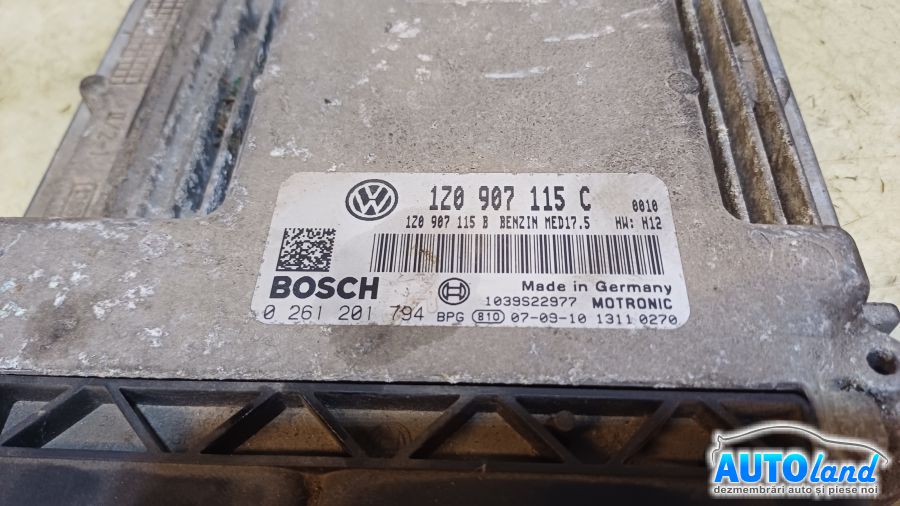 1Z0 907 115 C 0010
1Z0 907 115 B BENZIN MED17.5 HW: H12
BOSCH Made in Germany
1039S22977 MOTRONIC
0 261 201 794 BPG 810 07-09-10 1311 0270
AUTOland
dezmembrări auto și piese noi